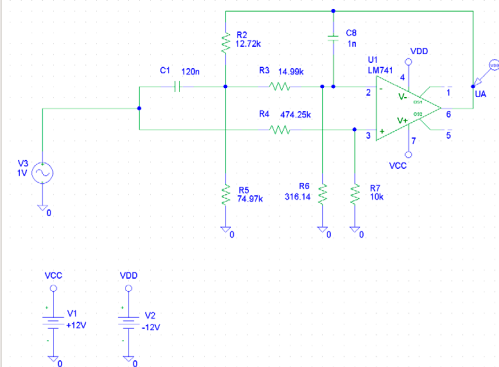 R2
12.72k
C8
1n
U1
LM741
VDD
C1 120n
R3 14.99k
4
V-
OS1
1
2
-
UA
R4 474.25k
6
3
+
V+
OS2
5
7
VCC
V3
1V
R5
74.97k
R6
316.14
R7
10k
0
0
0
0
VCC
VDD
+
V1
+12V
-
+
V2
-12V
-
0
0